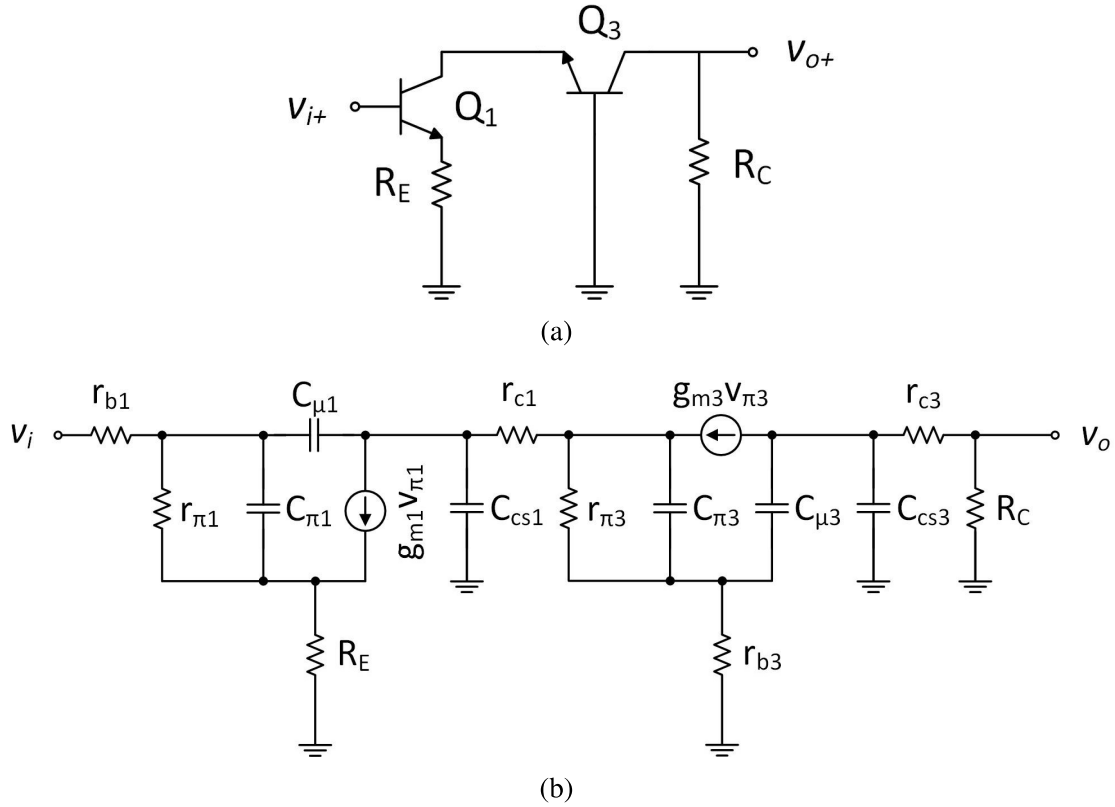 Q3
vi+
Q1
vo+
RE
RC
(a)
rb1
Cμ1
rc1
gm3vπ3
rc3
vi
vo
rπ1
Cπ1
gm1vπ1
Ccs1
rπ3
Cπ3
Cμ3
Ccs3
RC
RE
rb3
(b)